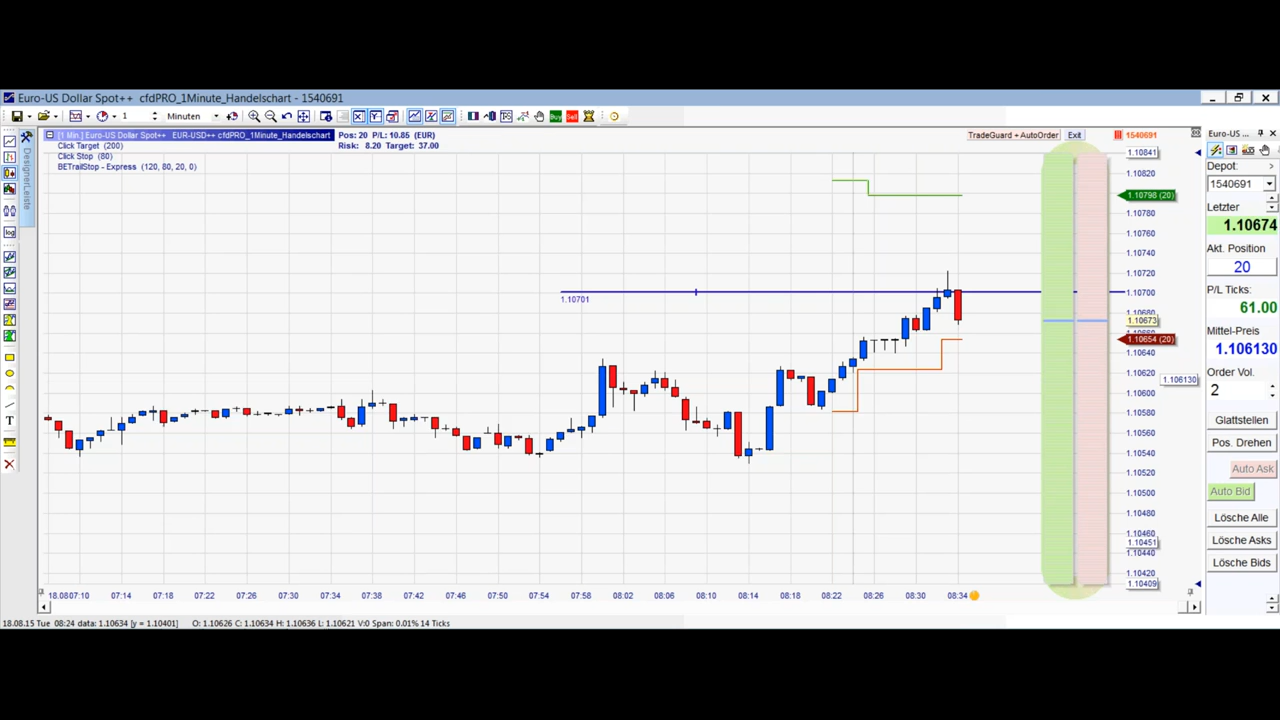 Euro-US Dollar Spot++ cfdPRO_1Minute_Handelschart - 1540691
1 Minuten
Buy Sell
[1 Min] Euro-US Dollar Spot++ EUR-USD++ cfdPRO_1Minute_Handelschart Pos: 20 P/L: 10.85 (EUR)
TradeGuard + AutoOrder Exit 1540691
Click Target (200) Risk: 8.20 Target: 37.00
Click Stop (80)
BETrailStop - Express (120, 80, 20, 0)
Designerleiste
log
T
1.10701
1.10841
1.10820
1.10798 (20)
1.10780
1.10760
1.10740
1.10720
1.10700
1.10680
1.10673
1.10654 (20)
1.10640
1.10620
1.106130
1.10600
1.10580
1.10560
1.10540
1.10520
1.10500
1.10480
1.10460
1.10451
1.10440
1.10420
1.10409
18.08 07:10 07:14 07:18 07:22 07:26 07:30 07:34 07:38 07:42 07:46 07:50 07:54 07:58 08:02 08:06 08:10 08:14 08:18 08:22 08:26 08:30 08:34
18.08.15 Tue 08:24 data: 1.10634 [y = 1.10401) O: 1.10626 C: 1.10634 H: 1.10636 L: 1.10621 V:0 Span: 0.01% 14 Ticks
Euro-US ...
Depot:
1540691
Letzter
1.10674
Akt. Position
20
P/L Ticks:
61.00
Mittel-Preis
1.106130
Order Vol.
2
Glattstellen
Pos. Drehen
Auto Ask
Auto Bid
Lösche Alle
Lösche Asks
Lösche Bids